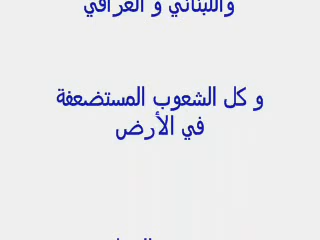 واللبناني و العراقي
و كل الشعوب المستضعفة
في الأرض